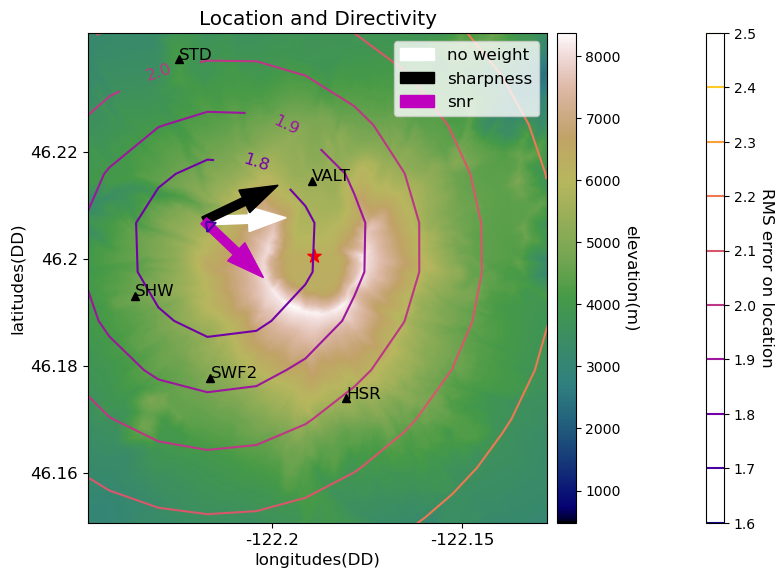 Location and Directivity
no weight
sharpness
snr
STD
2.0
1.9
1.8
VALT
SHW
SWF2
HSR
46.22
46.2
46.18
46.16
latitudes(DD)
-122.2
-122.15
longitudes(DD)
8000
7000
6000
5000
4000
3000
2000
1000
elevation(m)
2.5
2.4
2.3
2.2
2.1
2.0
1.9
1.8
1.7
1.6
RMS error on location